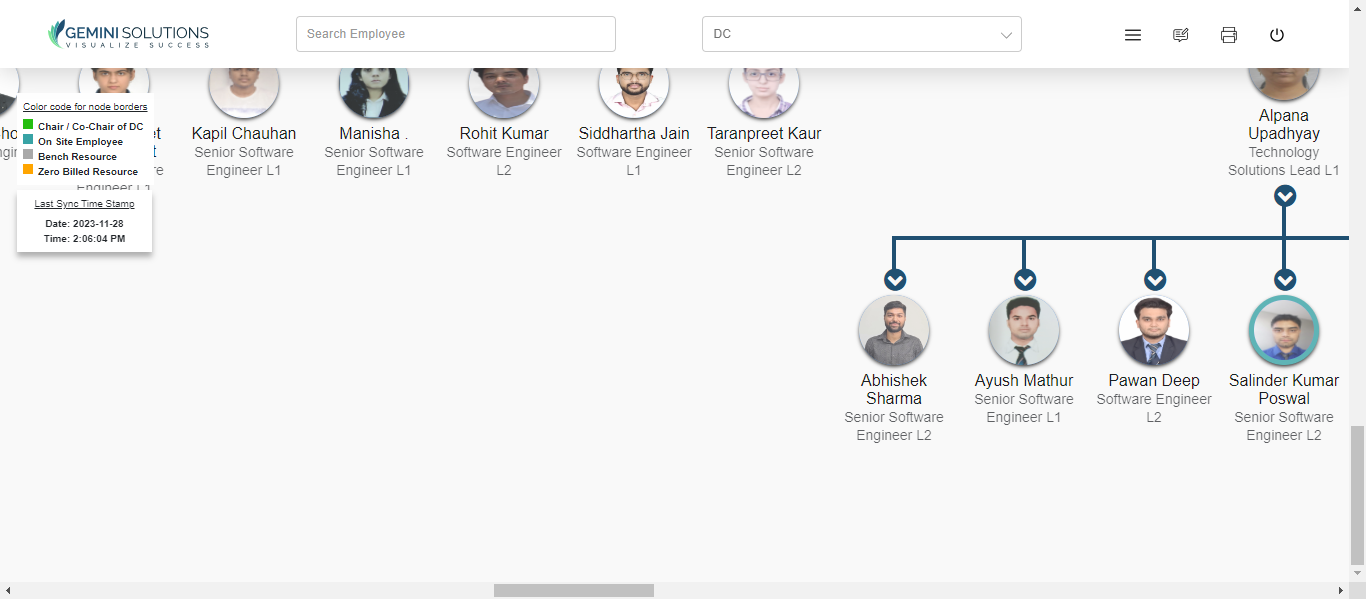 GEMINI SOLUTIONS
VISUALIZE SUCCESS
Search Employee
DC
Color code for node borders
Chair / Co-Chair of DC
On Site Employee
Bench Resource
Zero Billed Resource
Last Sync Time Stamp
Date: 2023-11-28
Time: 2:06:04 PM
Engineer L1
Kapil Chauhan
Senior Software
Engineer L1
Manisha .
Senior Software
Engineer L1
Rohit Kumar
Software Engineer
L2
Siddhartha Jain
Software Engineer
L1
Taranpreet Kaur
Senior Software
Engineer L2
Alpana
Upadhyay
Technology
Solutions Lead L1
Abhishek
Sharma
Senior Software
Engineer L2
Ayush Mathur
Senior Software
Engineer L1
Pawan Deep
Software Engineer
L2
Salinder Kumar
Poswal
Senior Software
Engineer L2